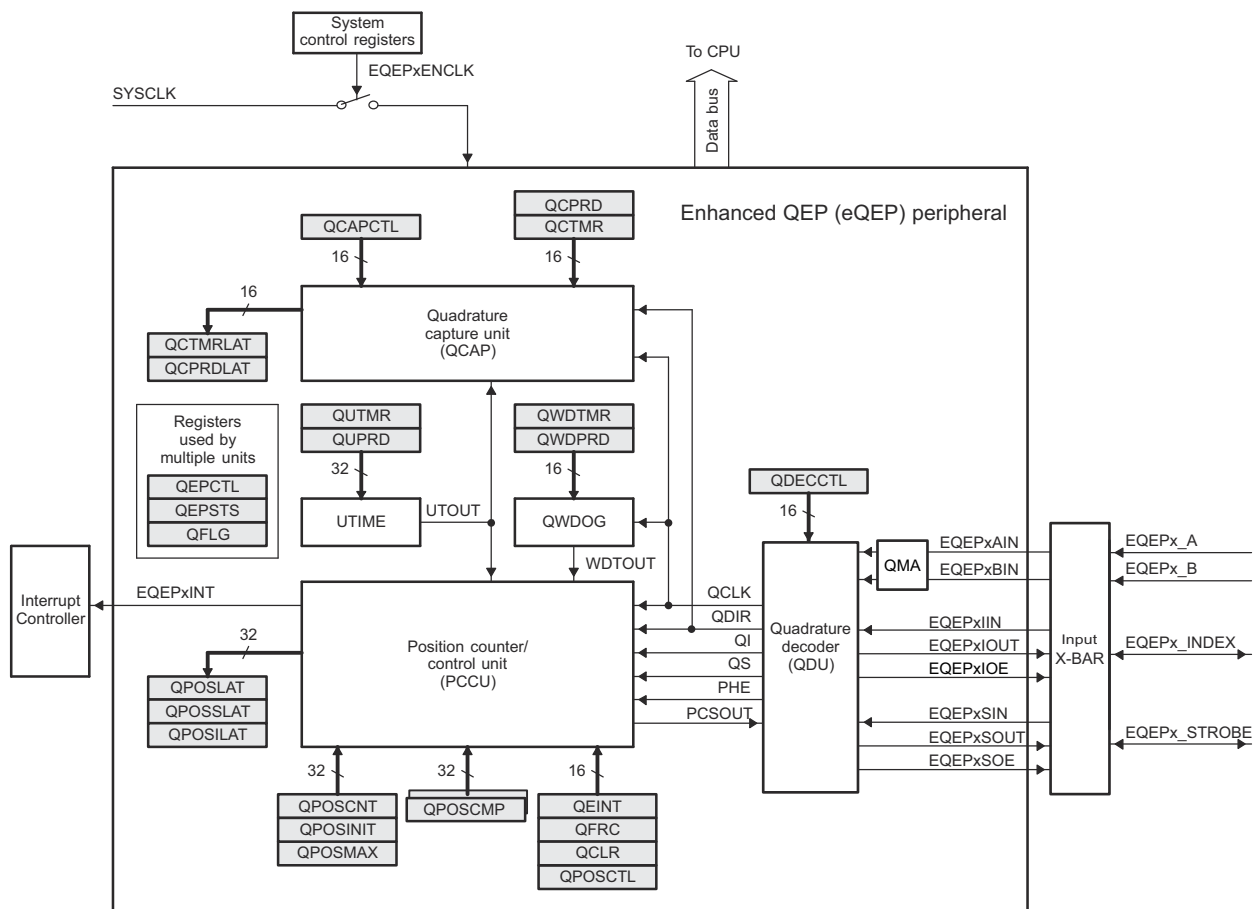 System
control registers
To CPU
EQEPxENCLK
SYSCLK
Data bus
Enhanced QEP (eQEP) peripheral
QCPRD
QCAPCTL
QCTMR
16
16
16
Quadrature
capture unit
(QCAP)
QCTMRLAT
QCPRDLAT
Registers
used by
multiple units
QEPCTL
QEPSTS
QFLG
QUTMR
QUPRD
32
QWDTMR
QWDPRD
16
QDECCTL
16
UTIME
UTOUT
QWDOG
WDTOUT
QMA
EQEPxAIN
EQEPxBIN
EQEPx_A
EQEPx_B
Interrupt
Controller
EQEPxINT
32
Position counter/
control unit
(PCCU)
QCLK
QDIR
QI
QS
PHE
PCSOUT
Quadrature
decoder
(QDU)
EQEPxIIN
EQEPxIOUT
EQEPxIOE
EQEPxSIN
EQEPxSOUT
EQEPxSOE
Input
X-BAR
EQEPx_INDEX
EQEPx_STROBE
QPOSLAT
QPOSSLAT
QPOSILAT
32
32
16
QPOSCNT
QPOSINIT
QPOSMAX
QPOSCMP
QEINT
QFRC
QCLR
QPOSCTL